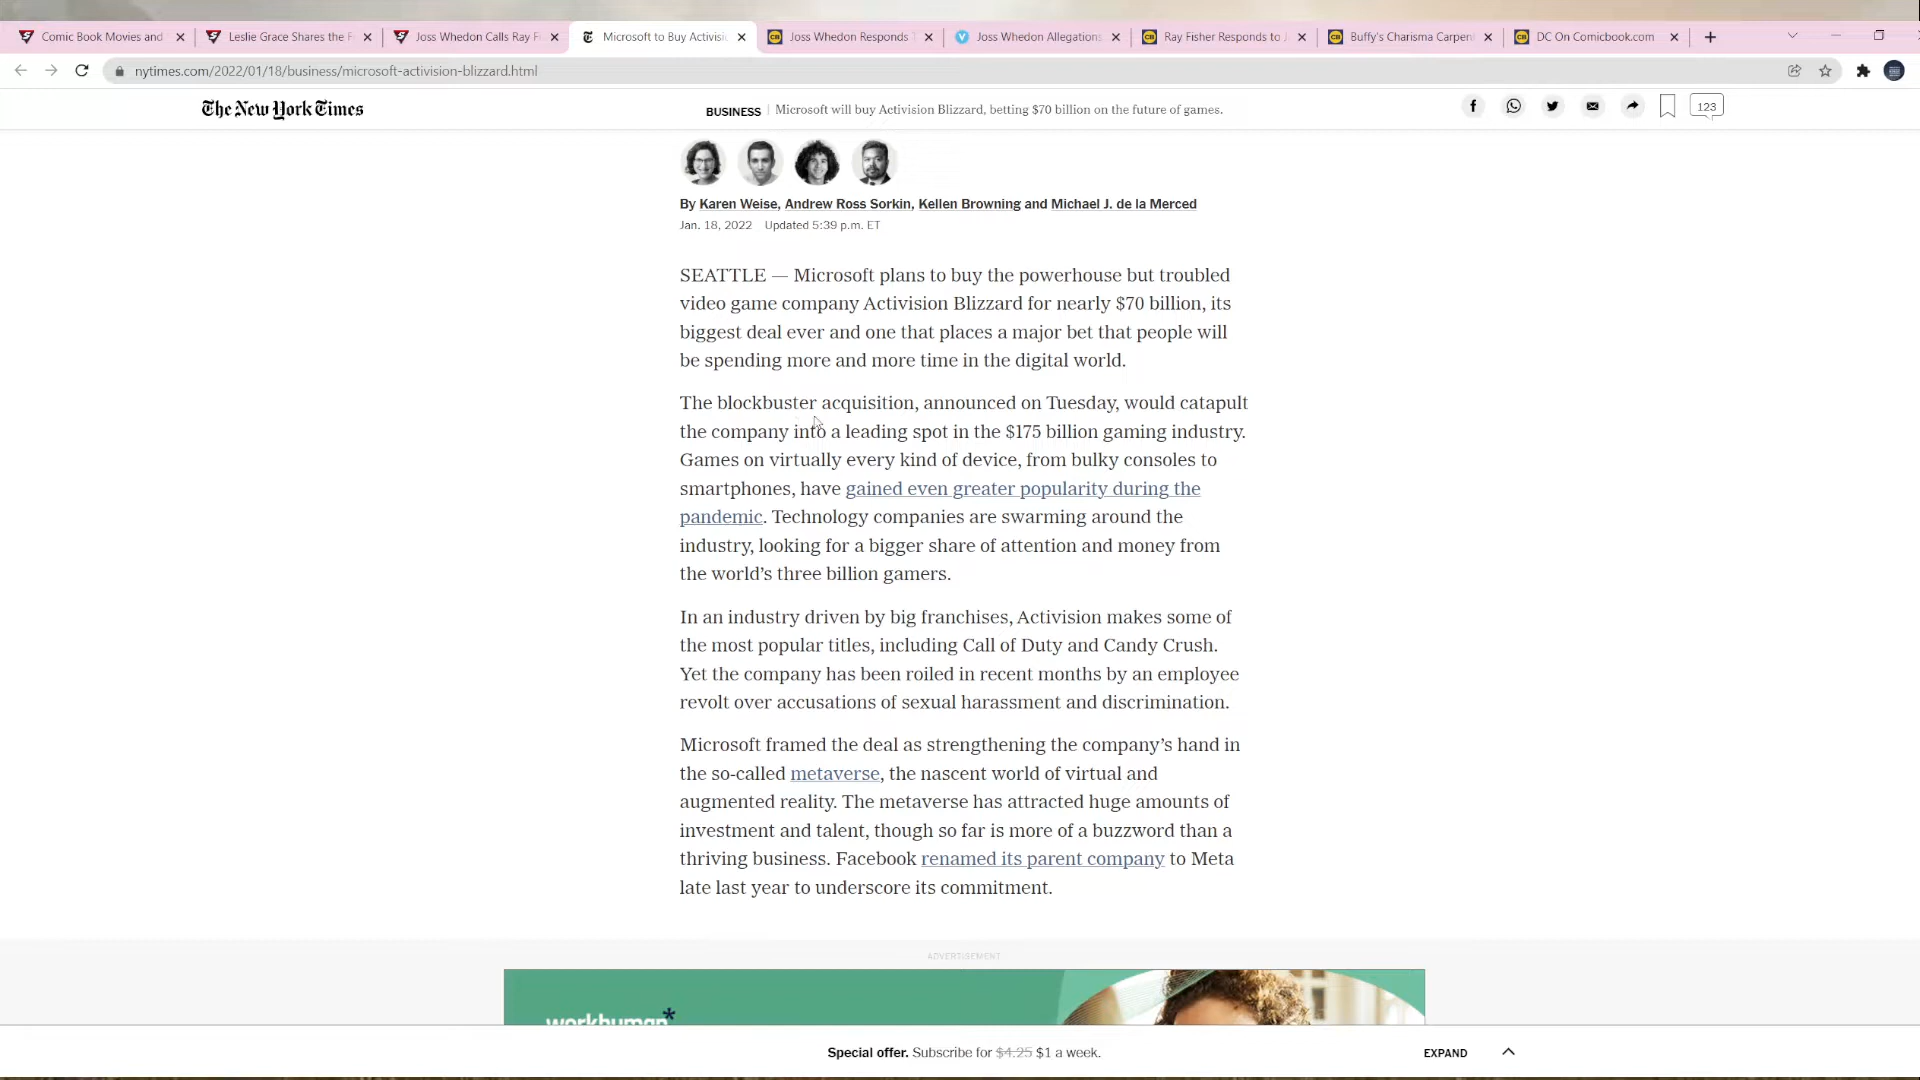 Comic Book Movies and
Leslie Grace Shares the F
Joss Whedon Calls Ray F
Microsoft to Buy Activisi
Joss Whedon Responds T
Joss Whedon Allegations
Ray Fisher Responds to J
Buffy's Charisma Carpen
DC On Comicbook.com
nytimes.com/2022/01/18/business/microsoft-activision-blizzard.html
The New York Times
BUSINESS | Microsoft will buy Activision Blizzard, betting $70 billion on the future of games.
123
By Karen Weise, Andrew Ross Sorkin, Kellen Browning and Michael J. de la Merced
Jan. 18, 2022 Updated 5:39 p.m. ET
SEATTLE — Microsoft plans to buy the powerhouse but troubled
video game company Activision Blizzard for nearly $70 billion, its
biggest deal ever and one that places a major bet that people will
be spending more and more time in the digital world.
The blockbuster acquisition, announced on Tuesday, would catapult
the company into a leading spot in the $175 billion gaming industry.
Games on virtually every kind of device, from bulky consoles to
smartphones, have gained even greater popularity during the
pandemic. Technology companies are swarming around the
industry, looking for a bigger share of attention and money from
the world's three billion gamers.
In an industry driven by big franchises, Activision makes some of
the most popular titles, including Call of Duty and Candy Crush.
Yet the company has been roiled in recent months by an employee
revolt over accusations of sexual harassment and discrimination.
Microsoft framed the deal as strengthening the company's hand in
the so-called metaverse, the nascent world of virtual and
augmented reality. The metaverse has attracted huge amounts of
investment and talent, though so far is more of a buzzword than a
thriving business. Facebook renamed its parent company to Meta
late last year to underscore its commitment.
ADVERTISEMENT
workhuman*
Special offer. Subscribe for $4.25 $1 a week.
EXPAND